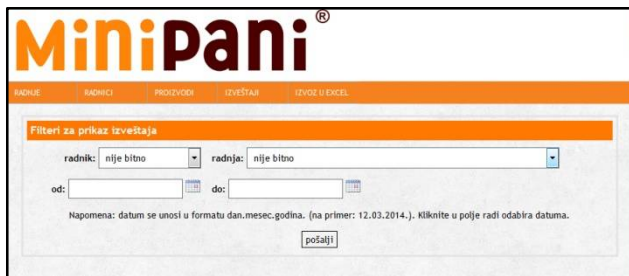 MiniPani®
RADNJE RADNICI PROIZVODI IZVEŠTAJI IZVOZ U EXCEL
Filteri za prikaz izveštaja
radnik: nije bitno radnja: nije bitno
od: do:
Napomena: datum se unosi u formatu dan.mesec.godina. (na primer: 12.03.2014.). Kliknite u polje radi odabira datuma.
pošalji